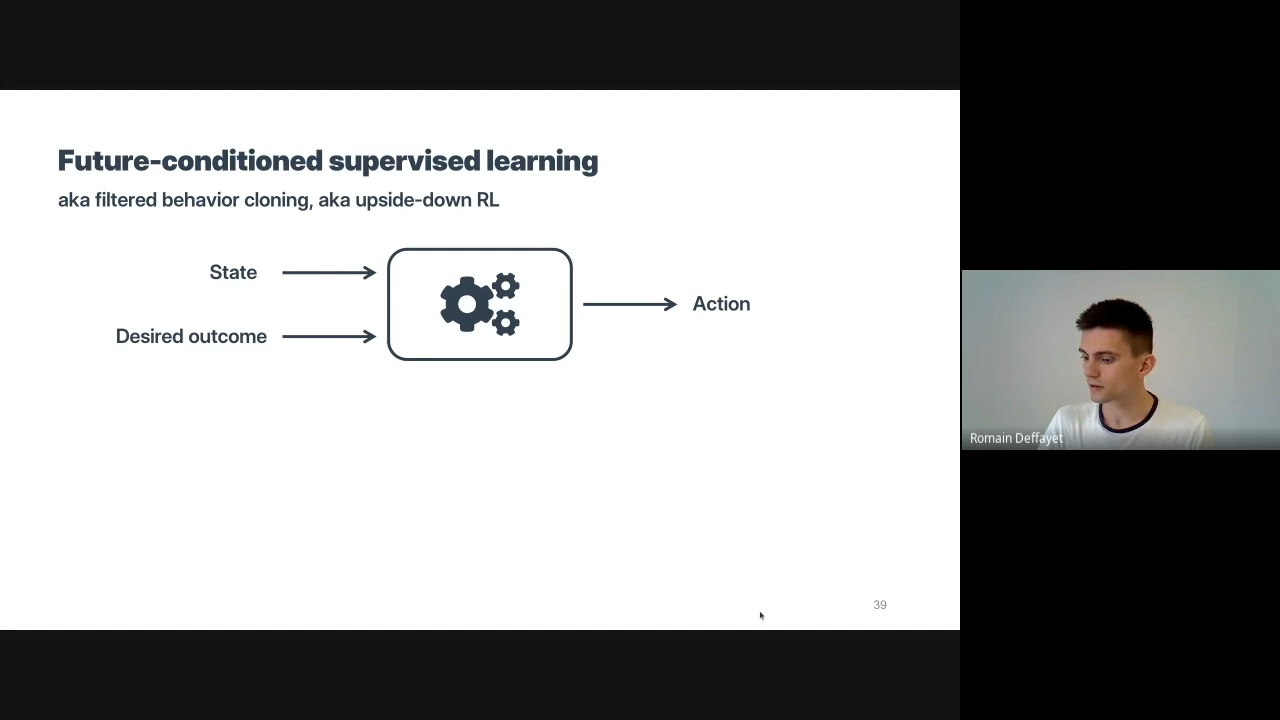 Future-conditioned supervised learning
aka filtered behavior cloning, aka upside-down RL
State
Action
Desired outcome
39
Romain Deffayet